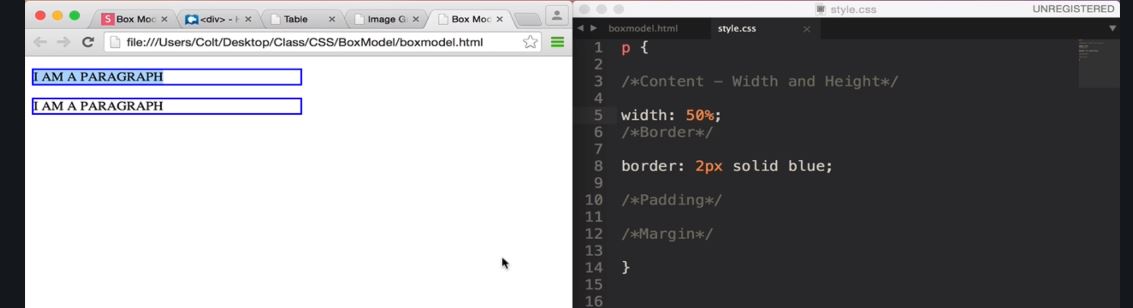 Box Moc
<div> - H
Table
Image G
Box Moc
file:///Users/Colt/Desktop/Class/CSS/BoxModel/boxmodel.html
I AM A PARAGRAPH
I AM A PARAGRAPH
style.css
UNREGISTERED
boxmodel.html
style.css
1 p {
2
3 /*Content - Width and Height*/
4
5 width: 50%;
6 /*Border*/
7
8 border: 2px solid blue;
9
10 /*Padding*/
11
12 /*Margin*/
13
14 }
15
16